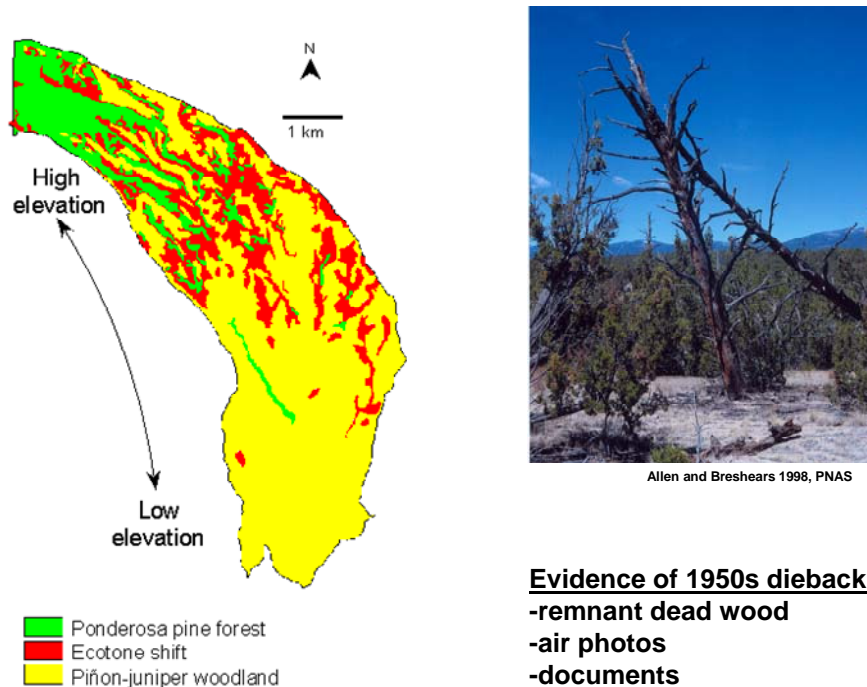 N
1 km
High
elevation
Low
elevation
Ponderosa pine forest
Ecotone shift
Piñon-juniper woodland
Allen and Breshears 1998, PNAS
Evidence of 1950s dieback
-remnant dead wood
-air photos
-documents